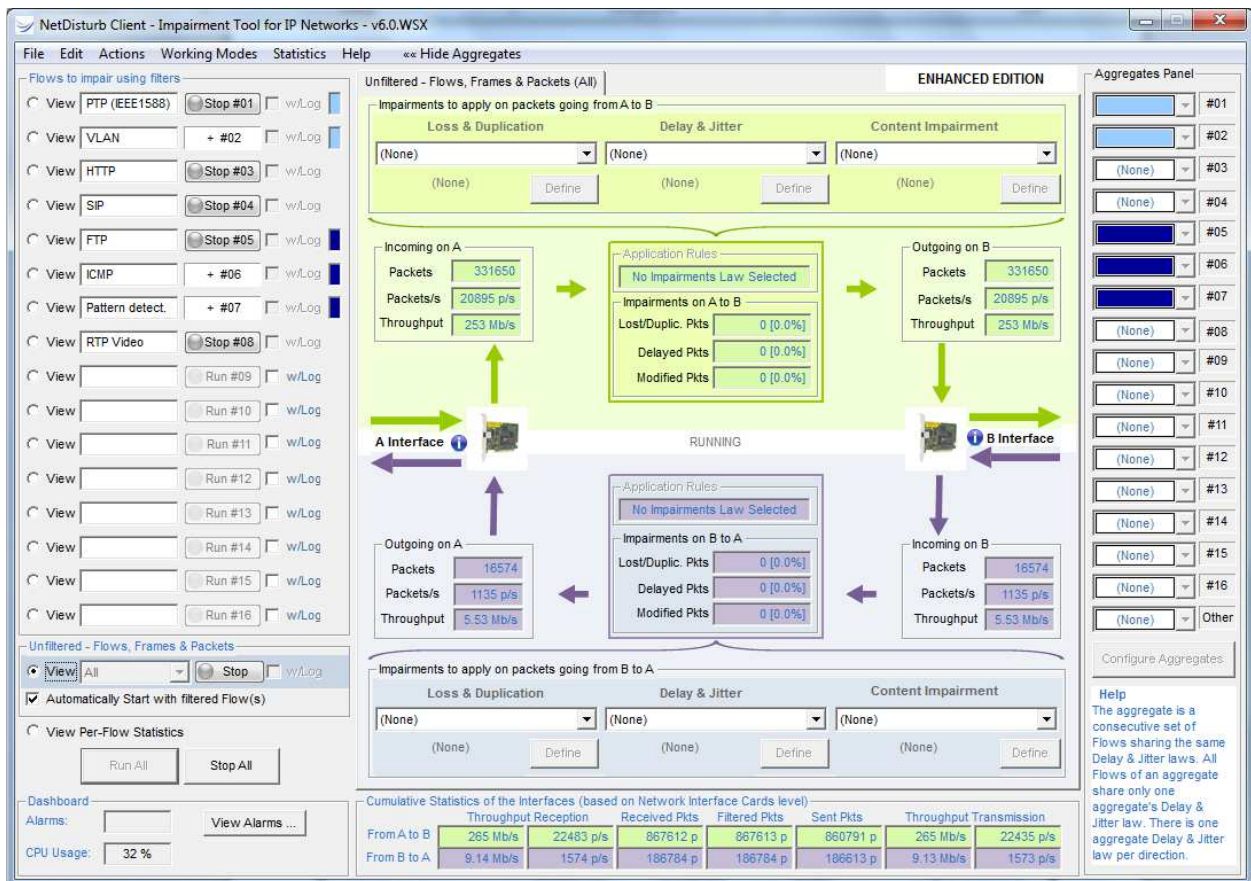 NetDisturb Client - Impairment Tool for IP Networks - v6.0.WSX
File Edit Actions Working Modes Statistics Help «« Hide Aggregates
Flows to impair using filters
View PTP (IEEE1588) Stop #01 w/Log
View VLAN + #02 w/Log
View HTTP Stop #03 w/Log
View SIP Stop #04 w/Log
View FTP Stop #05 w/Log
View ICMP + #06 w/Log
View Pattern detect. + #07 w/Log
View RTP Video Stop #08 w/Log
View Run #09 w/Log
View Run #10 w/Log
View Run #11 w/Log
View Run #12 w/Log
View Run #13 w/Log
View Run #14 w/Log
View Run #15 w/Log
View Run #16 w/Log
Unfiltered - Flows, Frames & Packets
View All Stop w/Log
Automatically Start with filtered Flow(s)
View Per-Flow Statistics
Run All Stop All
Dashboard
Alarms: View Alarms ...
CPU Usage: 32 %
Unfiltered - Flows, Frames & Packets (All)
ENHANCED EDITION
Impairments to apply on packets going from A to B
Loss & Duplication Delay & Jitter Content Impairment
(None) (None) (None)
(None) Define (None) Define (None) Define
Incoming on A
Packets 331650
Packets/s 20895 p/s
Throughput 253 Mb/s
Application Rules
No Impairments Law Selected
Impairments on A to B
Lost/Duplic. Pkts 0 [0.0%]
Delayed Pkts 0 [0.0%]
Modified Pkts 0 [0.0%]
Outgoing on B
Packets 331650
Packets/s 20895 p/s
Throughput 253 Mb/s
A Interface RUNNING B Interface
Outgoing on A
Packets 16574
Packets/s 1135 p/s
Throughput 5.53 Mb/s
Application Rules
No Impairments Law Selected
Impairments on B to A
Lost/Duplic. Pkts 0 [0.0%]
Delayed Pkts 0 [0.0%]
Modified Pkts 0 [0.0%]
Incoming on B
Packets 16574
Packets/s 1135 p/s
Throughput 5.53 Mb/s
Impairments to apply on packets going from B to A
Loss & Duplication Delay & Jitter Content Impairment
(None) (None) (None)
(None) Define (None) Define (None) Define
Cumulative Statistics of the Interfaces (based on Network Interface Cards level)
Throughput Reception Received Pkts Filtered Pkts Sent Pkts Throughput Transmission
From A to B 265 Mb/s 22483 p/s 867612 p 867613 p 860791 p 265 Mb/s 22435 p/s
From B to A 9.14 Mb/s 1574 p/s 186784 p 186784 p 186613 p 9.13 Mb/s 1573 p/s
Aggregates Panel
#01
#02
(None) #03
(None) #04
#05
#06
#07
(None) #08
(None) #09
(None) #10
(None) #11
(None) #12
(None) #13
(None) #14
(None) #15
(None) #16
(None) Other
Configure Aggregates
Help
The aggregate is a
consecutive set of
Flows sharing the same
Delay & Jitter laws. All
Flows of an aggregate
share only one
aggregate's Delay &
Jitter law. There is one
aggregate Delay & Jitter
law per direction.